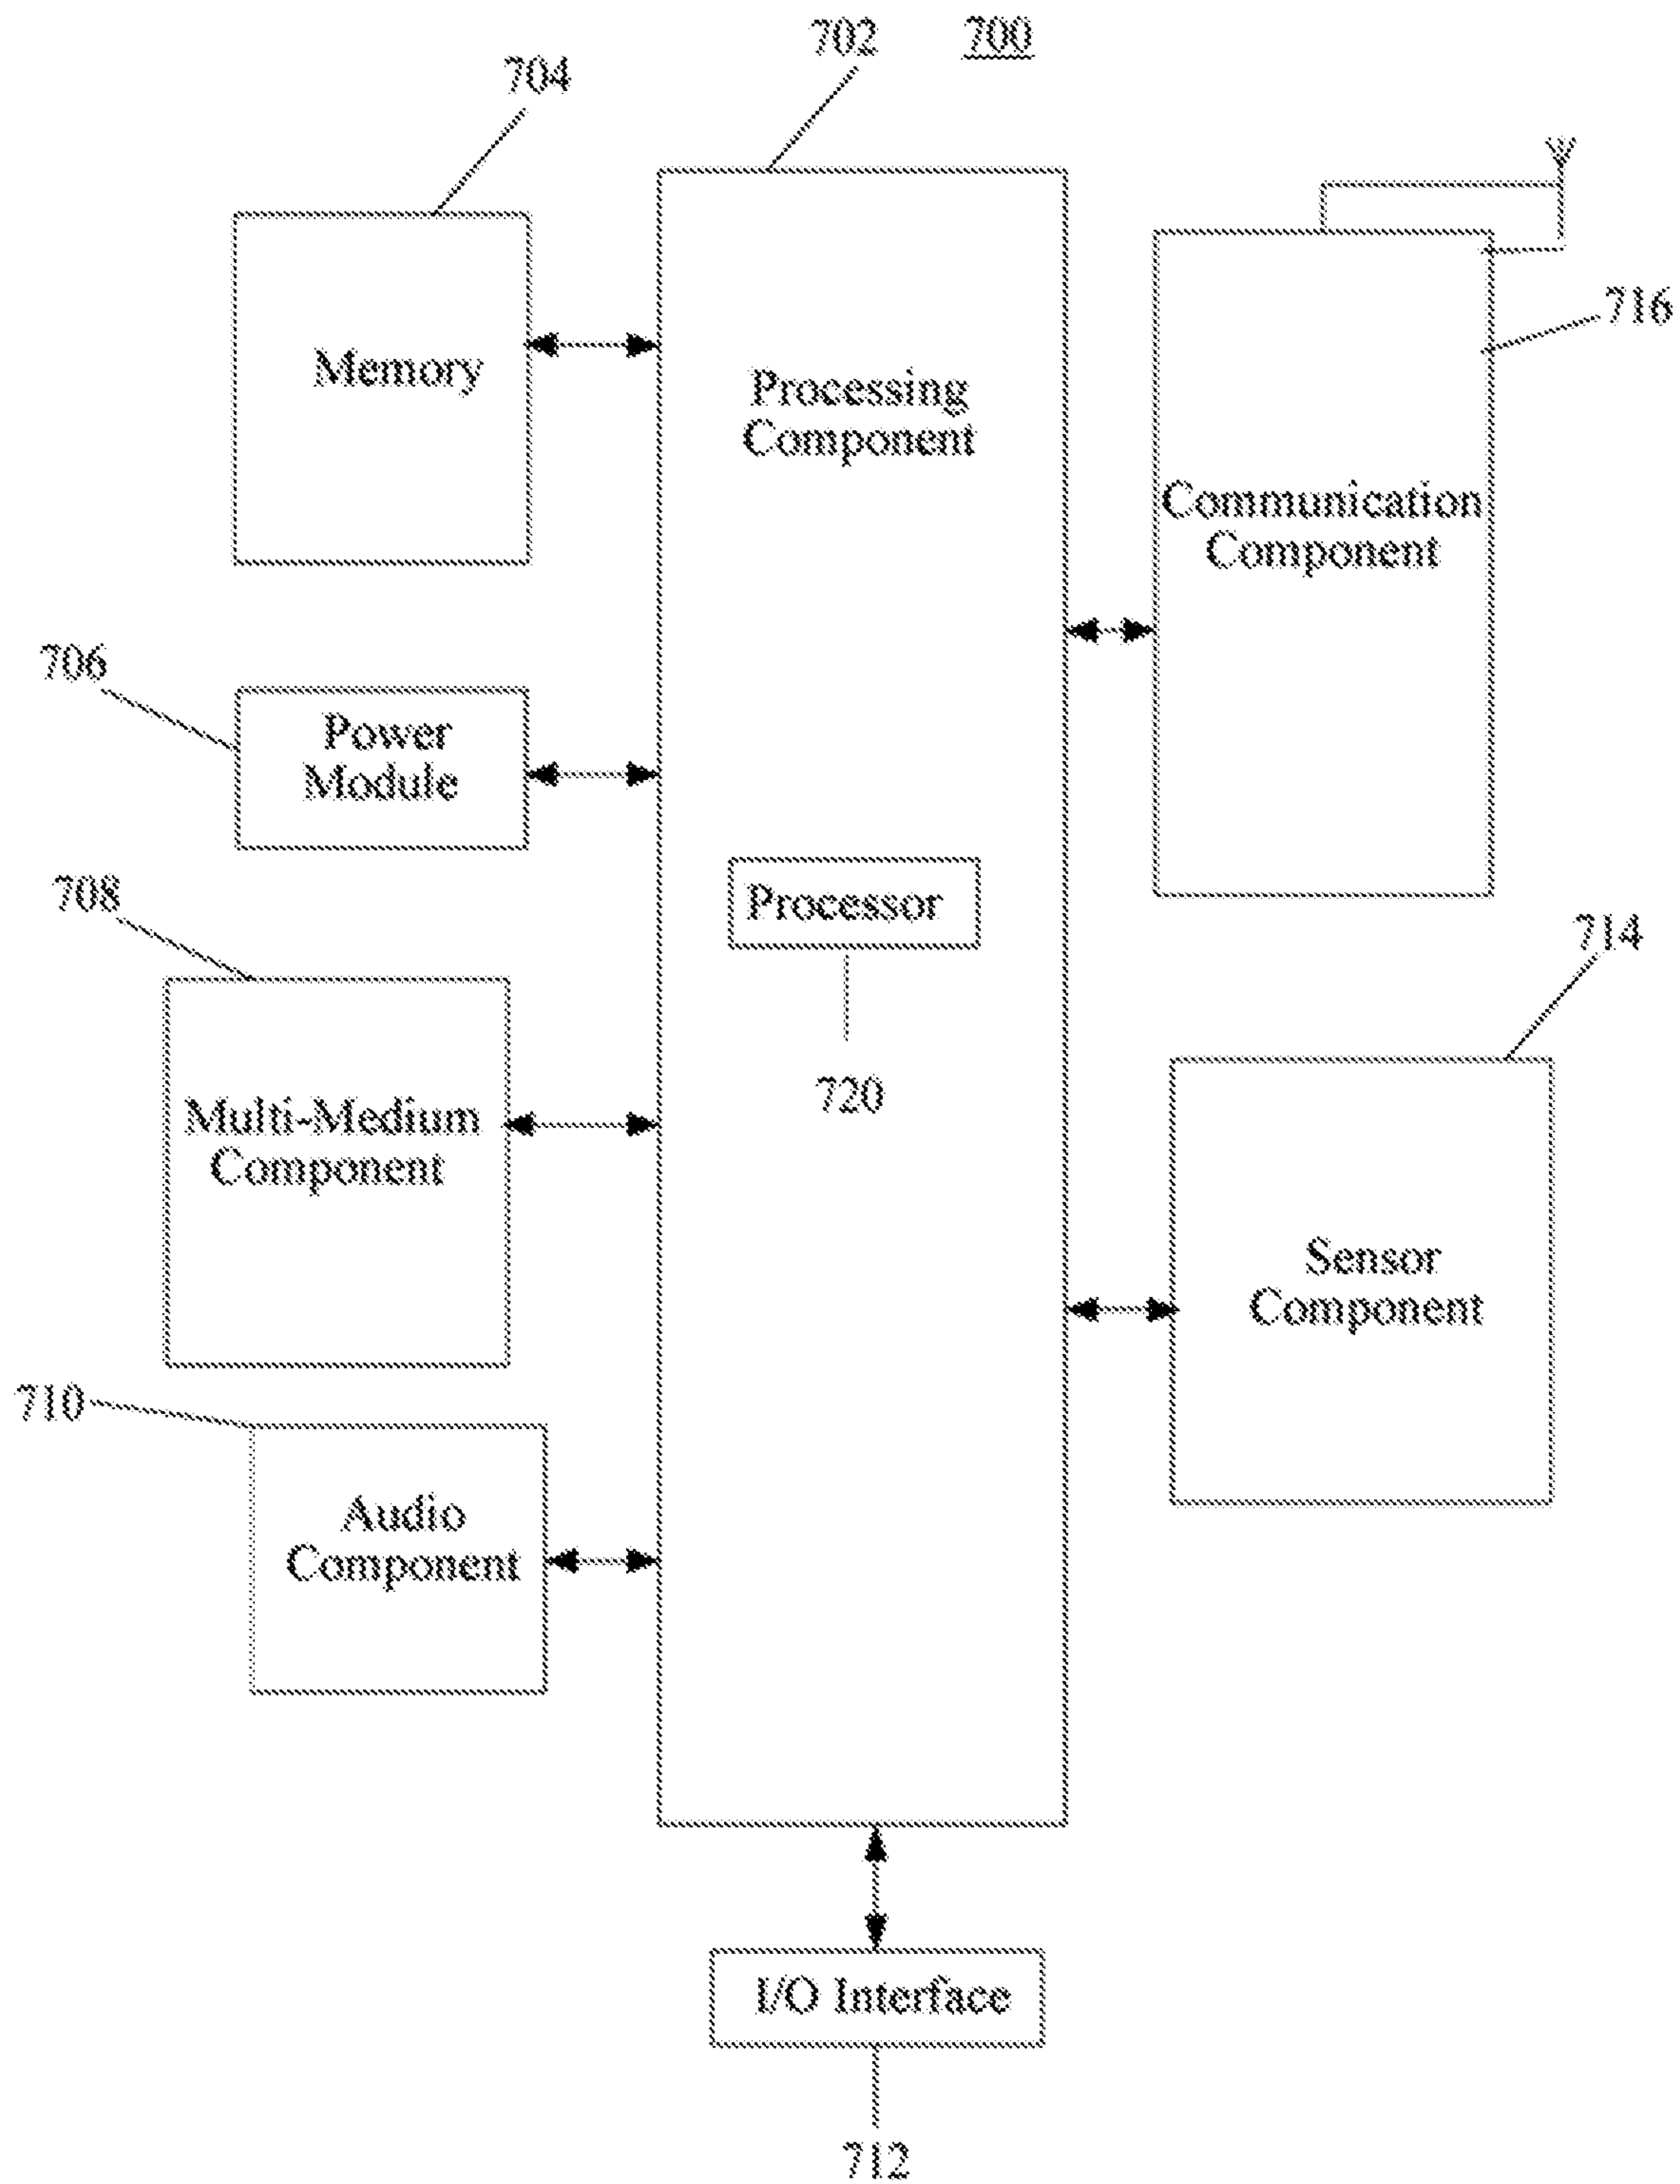 702
700
704
Memory
Processing
Component
716
Communication
Component
706
Power
Module
708
Processor
714
720
Multi-Medium
Component
Sensor
Component
710
Audio
Component
I/O Interface
712